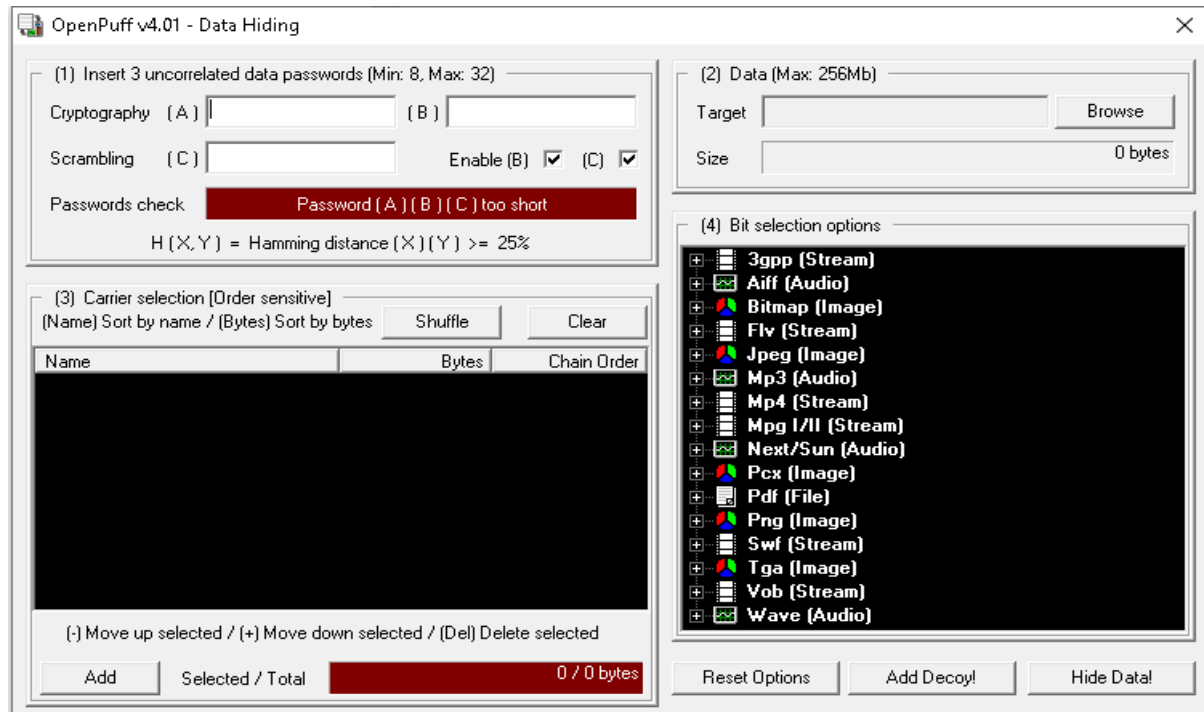 OpenPuff v4.01 - Data Hiding
(1) Insert 3 uncorrelated data passwords (Min: 8, Max: 32)
Cryptography (A) (B)
Scrambling (C) Enable (B) (C)
Passwords check Password (A) (B) (C) too short
H (X,Y) = Hamming distance (X) (Y) >= 25%
(2) Data (Max: 256Mb)
Target Browse
Size 0 bytes
(3) Carrier selection [Order sensitive]
(Name) Sort by name / (Bytes) Sort by bytes Shuffle Clear
Name Bytes Chain Order
(-) Move up selected / (+) Move down selected / (Del) Delete selected
Add Selected / Total 0 / 0 bytes
(4) Bit selection options
3gpp (Stream)
Aiff (Audio)
Bitmap (Image)
Flv (Stream)
Jpeg (Image)
Mp3 (Audio)
Mp4 (Stream)
Mpg I/II (Stream)
Next/Sun (Audio)
Pcx (Image)
Pdf (File)
Png (Image)
Swf (Stream)
Tga (Image)
Vob (Stream)
Wave (Audio)
Reset Options Add Decoy! Hide Data!